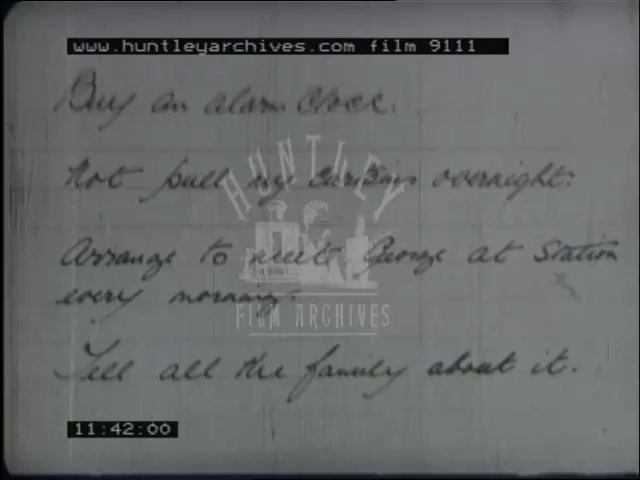 www.huntleyarchives.com film 9111
Buy an alarm clock.
Not pull my curtains overnight.
HUNTLEY
Arrange to meet George at Station
every morning.
FILM ARCHIVES
Tell all the family about it.
11:42:00